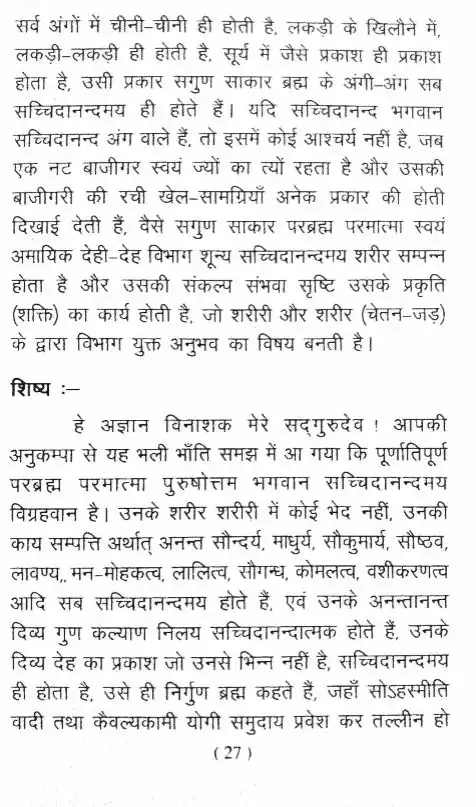 सर्व अंगों में चीनी–चीनी ही होती है, लकड़ी के खिलौने में,
लकड़ी–लकड़ी ही होती है, सूर्य में जैसे प्रकाश ही प्रकाश
होता है, उसी प्रकार सगुण साकार ब्रह्म के अंगी–अंग सब
सच्चिदानन्दमय ही होते हैं। यदि सच्चिदानन्द भगवान
सच्चिदानन्द अंग वाले हैं, तो इसमें कोई आश्चर्य नहीं है, जब
एक नट बाजीगर स्वयं ज्यों का त्यों रहता है और उसकी
बाजीगरी की रची खेल–सामग्रियाँ अनेक प्रकार की होती
दिखाई देती हैं, वैसे सगुण साकार परब्रह्म परमात्मा स्वयं
अमायिक देही–देह विभाग शून्य सच्चिदानन्दमय शरीर सम्पन्न
होता है और उसकी संकल्प संभवा सृष्टि उसके प्रकृति
(शक्ति) का कार्य होती है, जो शरीरी और शरीर (चेतन–जड़)
के द्वारा विभाग युक्त अनुभव का विषय बनती है।
शिष्य :–
हे अज्ञान विनाशक मेरे सद्गुरुदेव ! आपकी
अनुकम्पा से यह भली भाँति समझ में आ गया कि पूर्णातिपूर्ण
परब्रह्म परमात्मा पुरुषोत्तम भगवान सच्चिदानन्दमय
विग्रहवान है। उनके शरीर शरीरी में कोई भेद नहीं, उनकी
काय सम्पत्ति अर्थात् अनन्त सौन्दर्य, माधुर्य, सौकुमार्य, सौष्ठव,
लावण्य,, मन–मोहकत्व, लालित्व, सौगन्ध, कोमलत्व, वशीकरणत्व
आदि सब सच्चिदानन्दमय होते हैं, एवं उनके अनन्तानन्त
दिव्य गुण कल्याण निलय सच्चिदानन्दात्मक होते हैं, उनके
दिव्य देह का प्रकाश जो उनसे भिन्न नहीं है, सच्चिदानन्दमय
ही होता है, उसे ही निर्गुण ब्रह्म कहते हैं, जहाँ सोऽहस्मीति
वादी तथा कैवल्यकामी योगी समुदाय प्रवेश कर तल्लीन हो
( 27 )